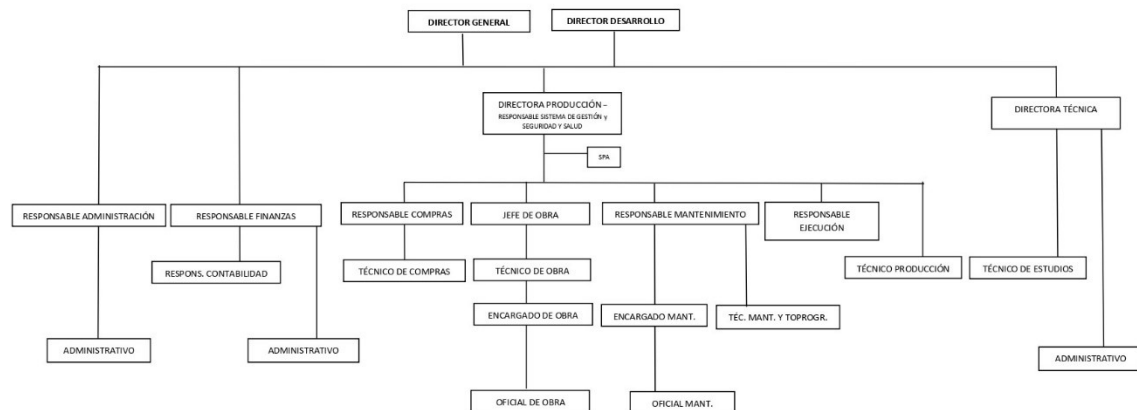 DIRECTOR GENERAL
DIRECTOR DESARROLLO
DIRECTORA PRODUCCIÓN –
RESPONSABLE SISTEMA DE GESTIÓN y
SEGURIDAD Y SALUD
DIRECTORA TÉCNICA
SPA
RESPONSABLE ADMINISTRACIÓN
RESPONSABLE FINANZAS
RESPONSABLE COMPRAS
JEFE DE OBRA
RESPONSABLE MANTENIMIENTO
RESPONSABLE
EJECUCIÓN
RESPONS. CONTABILIDAD
TÉCNICO DE COMPRAS
TÉCNICO DE OBRA
TÉCNICO PRODUCCIÓN
TÉCNICO DE ESTUDIOS
ENCARGADO DE OBRA
ENCARGADO MANT.
TÉC. MANT. Y TOPROGR.
ADMINISTRATIVO
ADMINISTRATIVO
ADMINISTRATIVO
OFICIAL DE OBRA
OFICIAL MANT.